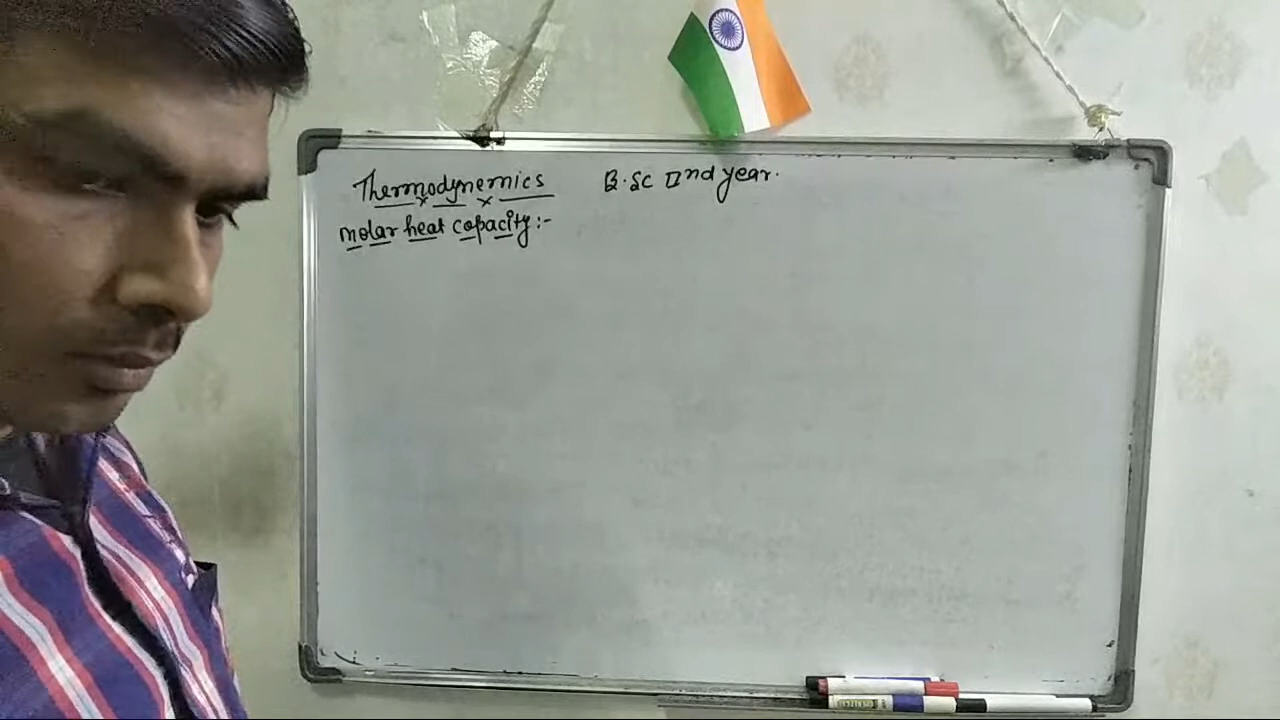 Thermodynemics B.Sc IInd year.
molar heat capacity:-